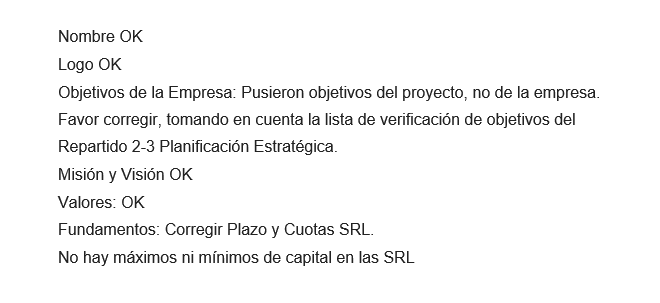 Nombre OK
Logo OK
Objetivos de la Empresa: Pusieron objetivos del proyecto, no de la empresa.
Favor corregir, tomando en cuenta la lista de verificación de objetivos del
Repartido 2-3 Planificación Estratégica.
Misión y Visión OK
Valores: OK
Fundamentos: Corregir Plazo y Cuotas SRL.
No hay máximos ni mínimos de capital en las SRL